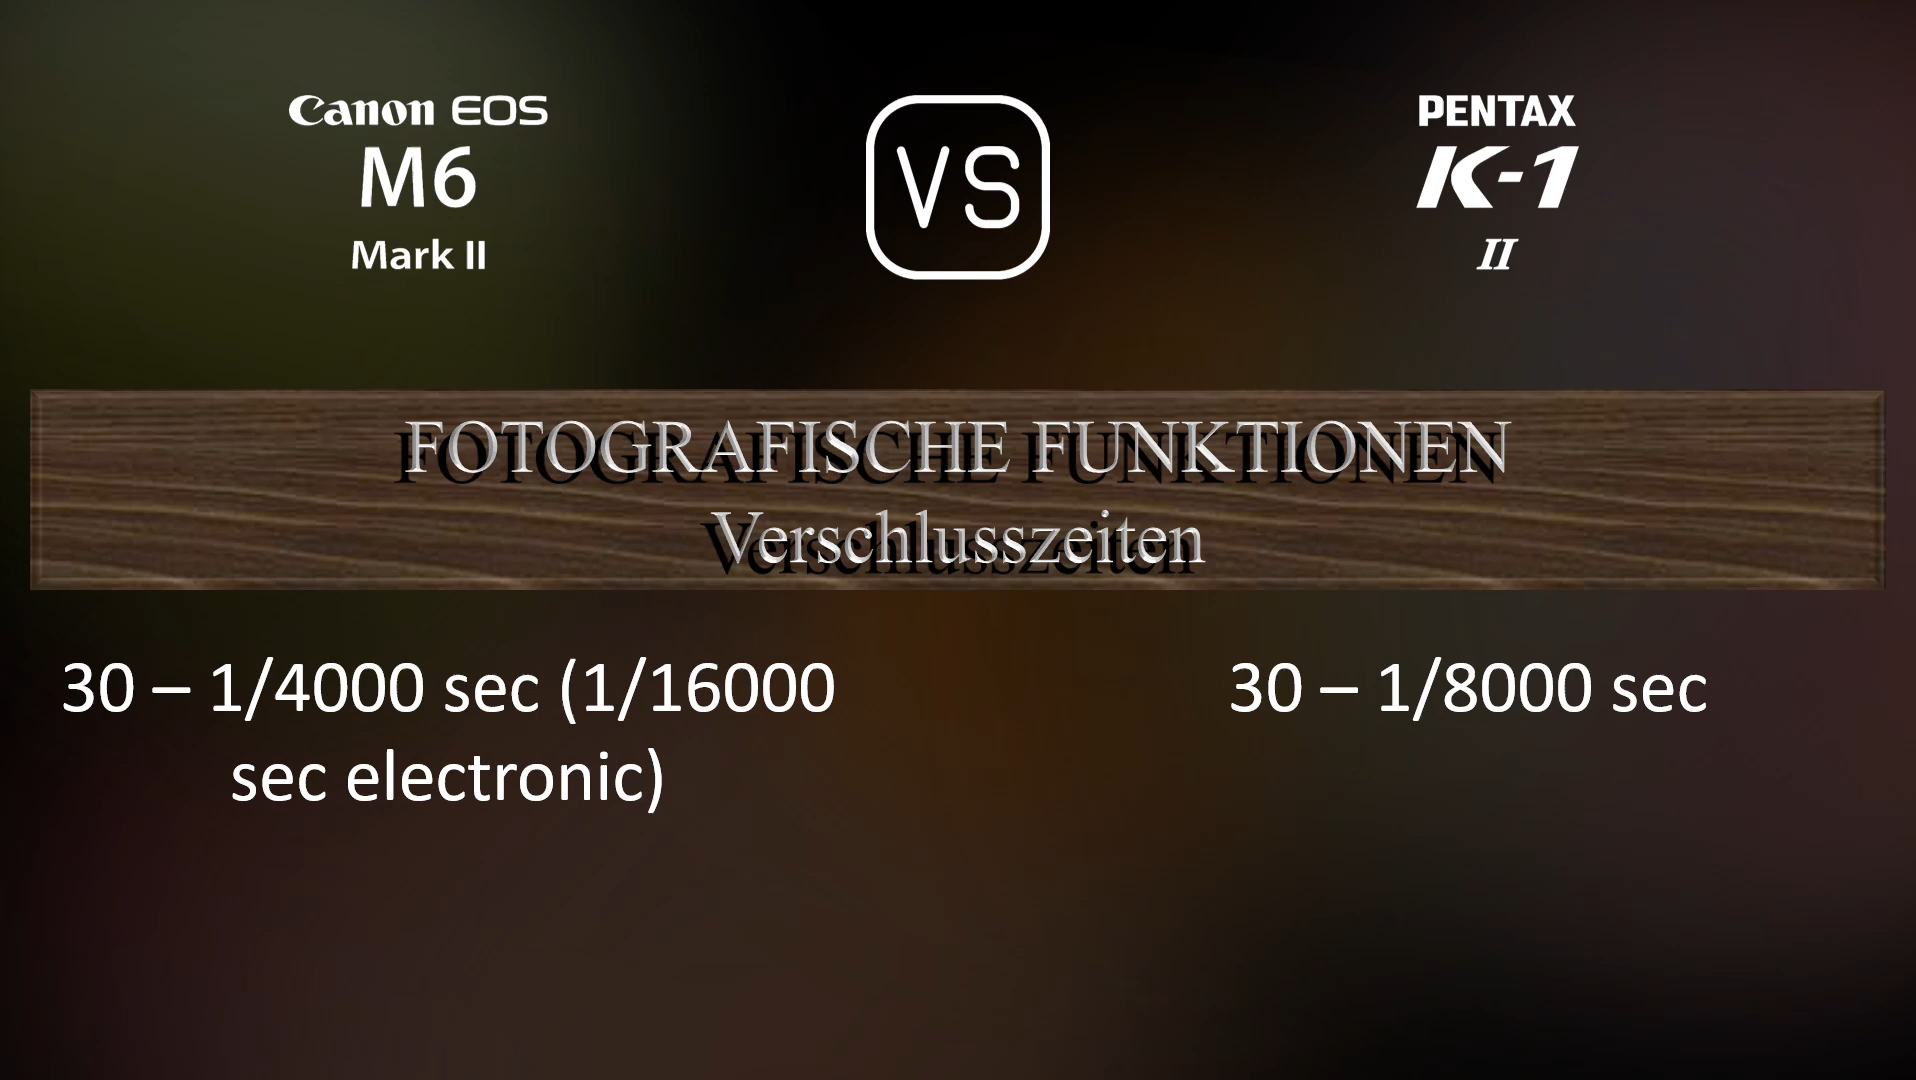 Canon EOS
M6
Mark II
VS
PENTAX
K-1
II
FOTOGRAFISCHE FUNKTIONEN
Verschlusszeiten
30 – 1/4000 sec (1/16000
sec electronic)
30 – 1/8000 sec